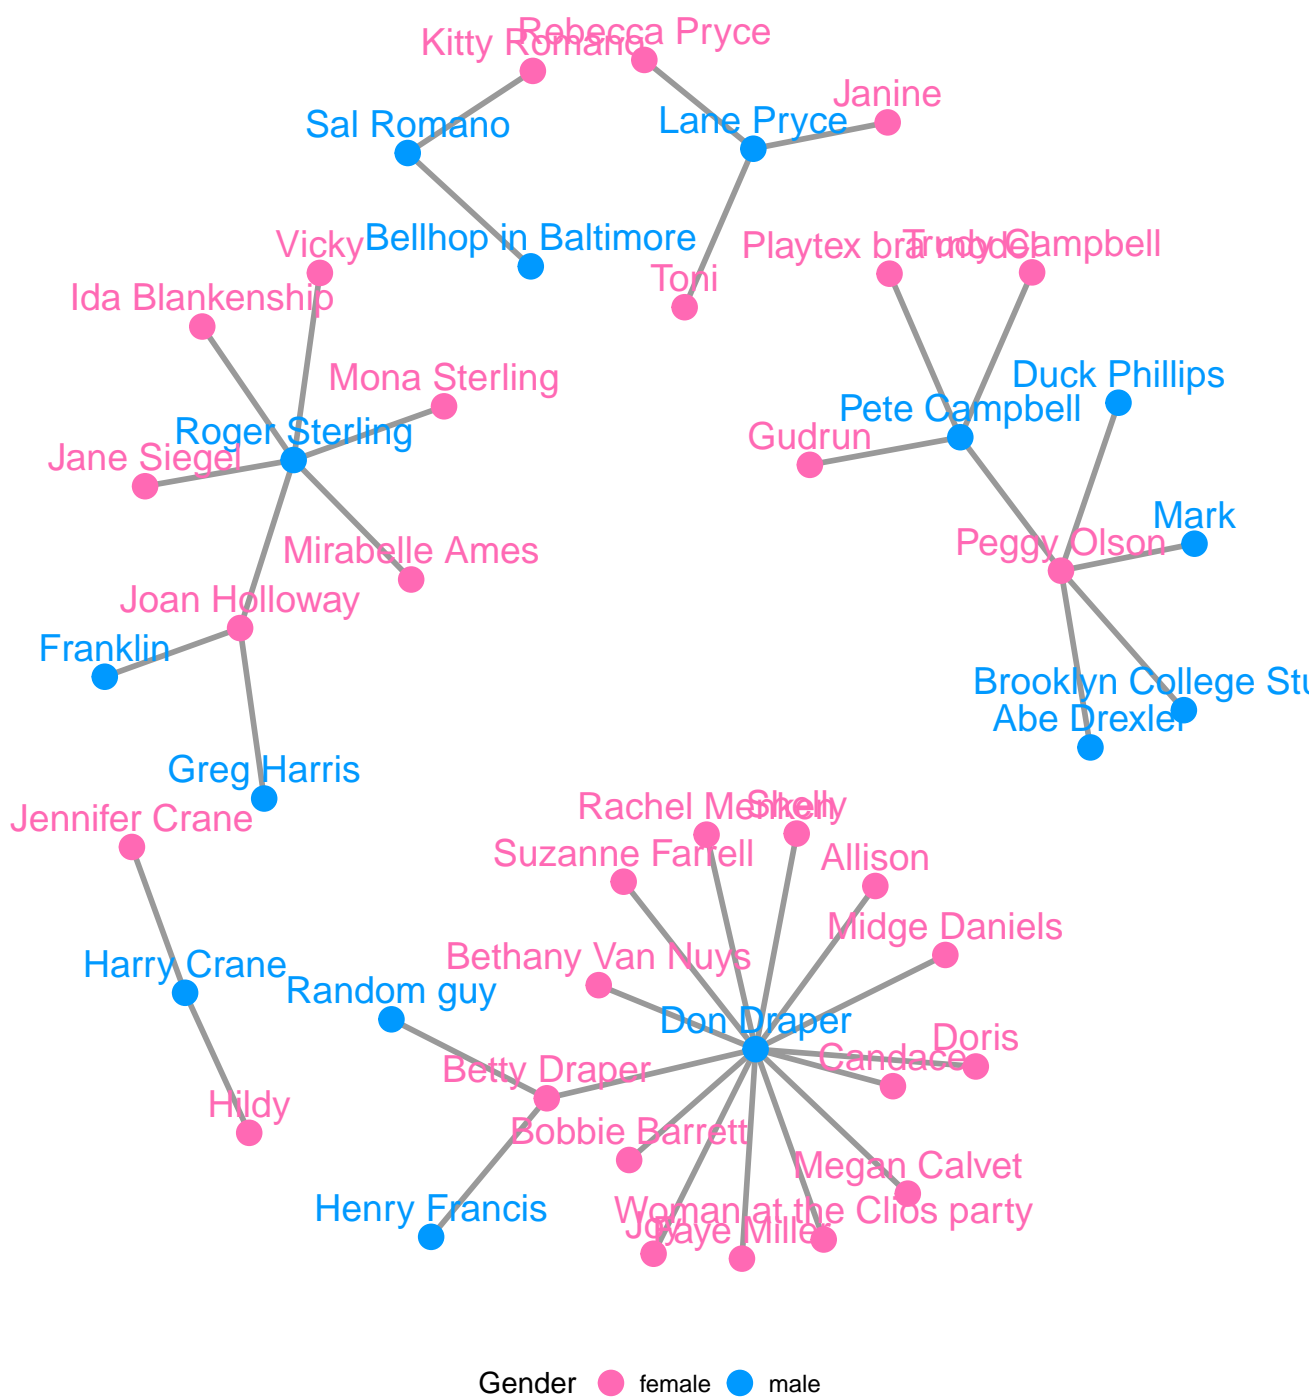 Rebecca Pryce
Kitty Romano
Janine
Sal Romano
Lane Pryce
Bellhop in Baltimore
Vicky
Playtex bra model
Trudy Campbell
Toni
Ida Blankenship
Duck Phillips
Mona Sterling
Pete Campbell
Roger Sterling
Gudrun
Jane Siegel
Mark
Peggy Olson
Mirabelle Ames
Joan Holloway
Franklin
Brooklyn College Stu
Abe Drexler
Greg Harris
Jennifer Crane
Rachel Menken
Shelly
Suzanne Farrell
Allison
Midge Daniels
Bethany Van Nuys
Harry Crane
Random guy
Don Draper
Doris
Candace
Betty Draper
Hildy
Bobbie Barrett
Megan Calvet
Henry Francis
Woman at the Clios party
Joy
Faye Miller
Gender female male